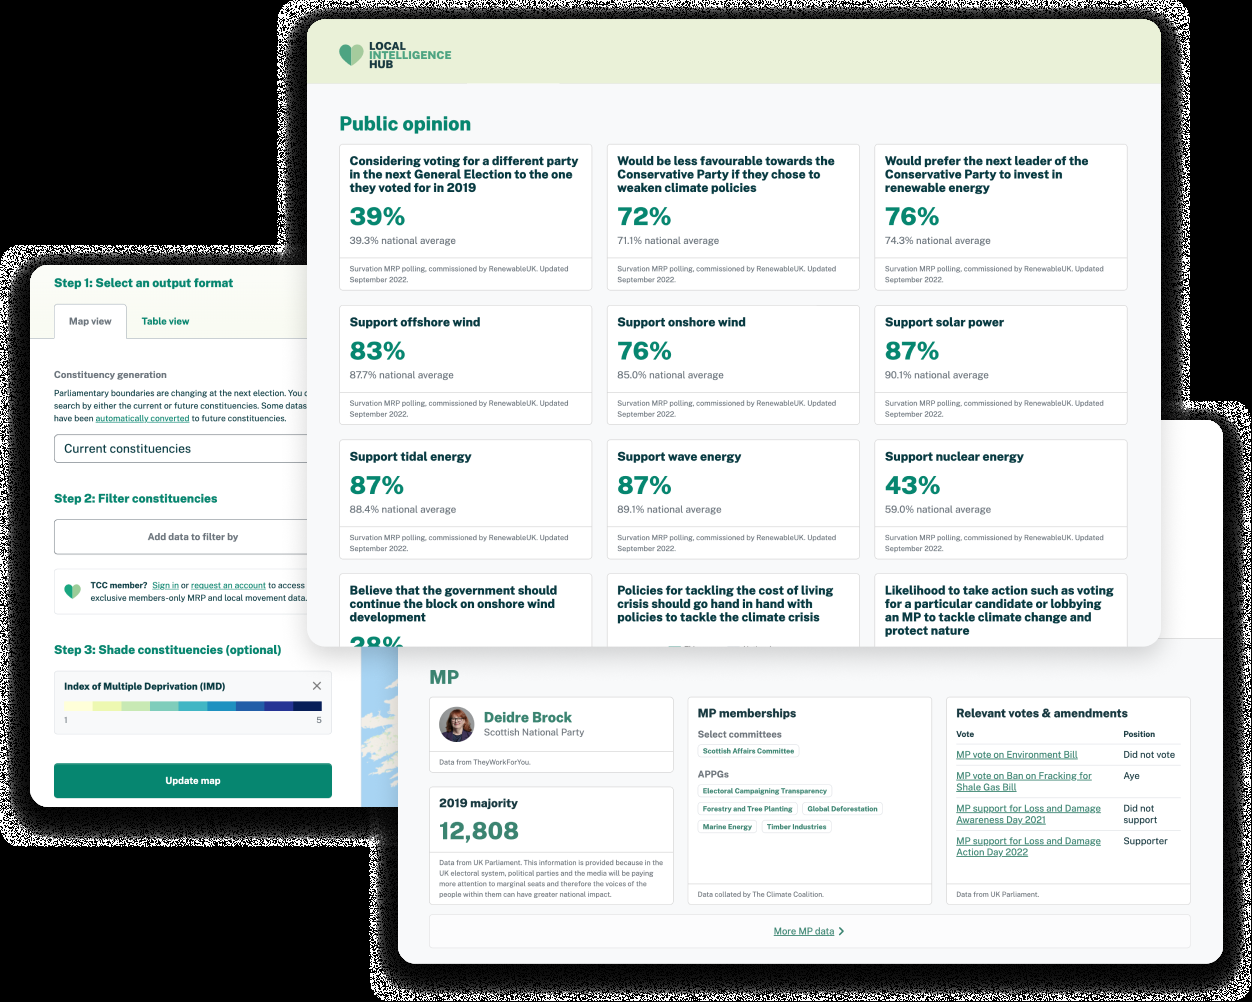 LOCAL
INTELLIGENCE
HUB
Public opinion
Considering voting for a different party
in the next General Election to the one
they voted for in 2019
39%
39.3% national average
Survation MRP polling, commissioned by RenewableUK. Updated
September 2022.
Would be less favourable towards the
Conservative Party if they chose to
weaken climate policies
72%
71.1% national average
Survation MRP polling, commissioned by RenewableUK. Updated
September 2022.
Would prefer the next leader of the
Conservative Party to invest in
renewable energy
76%
74.3% national average
Survation MRP polling, commissioned by RenewableUK. Updated
September 2022.
Support offshore wind
83%
87.7% national average
Survation MRP polling, commissioned by RenewableUK. Updated
September 2022.
Support onshore wind
76%
85.0% national average
Survation MRP polling, commissioned by RenewableUK. Updated
September 2022.
Support solar power
87%
90.1% national average
Survation MRP polling, commissioned by RenewableUK. Updated
September 2022.
Support tidal energy
87%
88.4% national average
Survation MRP polling, commissioned by RenewableUK. Updated
September 2022.
Support wave energy
87%
89.1% national average
Survation MRP polling, commissioned by RenewableUK. Updated
September 2022.
Support nuclear energy
43%
59.0% national average
Survation MRP polling, commissioned by RenewableUK. Updated
September 2022.
Believe that the government should
continue the block on onshore wind
development
Policies for tackling the cost of living
crisis should go hand in hand with
policies to tackle the climate crisis
Likelihood to take action such as voting
for a particular candidate or lobbying
an MP to tackle climate change and
protect nature
Step 1: Select an output format
Map view
Table view
Constituency generation
Parliamentary boundaries are changing at the next election. You
search by either the current or future constituencies. Some
have been automatically converted to future constituencies.
Current constituencies
Step 2: Filter constituencies
Add data to filter by
TCC member? Sign in or request an account to access
exclusive members-only MRP and local movement data.
Step 3: Shade constituencies (optional)
Index of Multiple Deprivation (IMD)
1
5
Update map
MP
Deidre Brock
Scottish National Party
Data from TheyWorkForYou.
2019 majority
12,808
Data from UK Parliament. This information is provided because in the
UK electoral system, political parties and the media will be paying
more attention to marginal seats and therefore the voices of the
people within them can have greater national impact.
MP memberships
Select committees
Scottish Affairs Committee
APPGs
Electoral Campaigning Transparency
Forestry and Tree Planting
Global Deforestation
Marine Energy
Timber Industries
Data collated by The Climate Coalition.
Relevant votes & amendments
Vote
Position
MP vote on Environment Bill
Did not vote
MP vote on Ban on Fracking for
Shale Gas Bill
Aye
MP support for Loss and Damage
Awareness Day 2021
Did not
support
MP support for Loss and Damage
Action Day 2022
Supporter
Data from UK Parliament.
More MP data